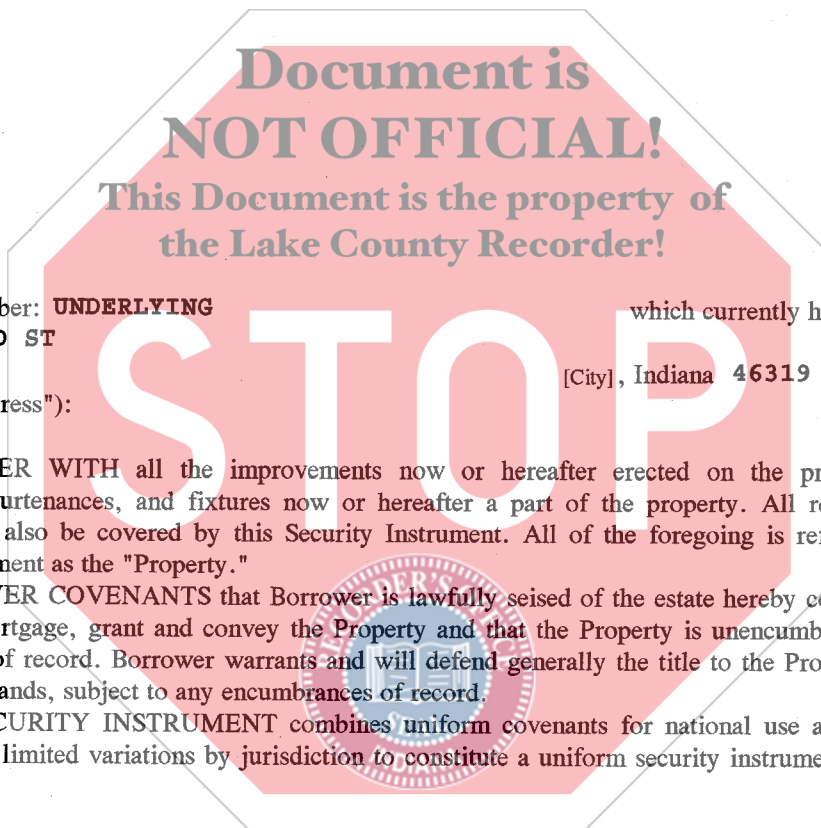 Document is
NOT OFFICIAL!
This Document is the property of
the Lake County Recorder!
ber: UNDERLYING which currently h
ST
[City], Indiana 46319
ress"):
STOP
ER WITH all the improvements now or hereafter erected on the pr
urtenances, and fixtures now or hereafter a part of the property. All r
also be covered by this Security Instrument. All of the foregoing is re
ment as the "Property."
ER COVENANTS that Borrower is lawfully seised of the estate hereby c
rtgage, grant and convey the Property and that the Property is unencumb
of record. Borrower warrants and will defend generally the title to the Pro
ands, subject to any encumbrances of record.
CURITY INSTRUMENT combines uniform covenants for national use a
limited variations by jurisdiction to constitute a uniform security instrume
SEAL
INDIANA